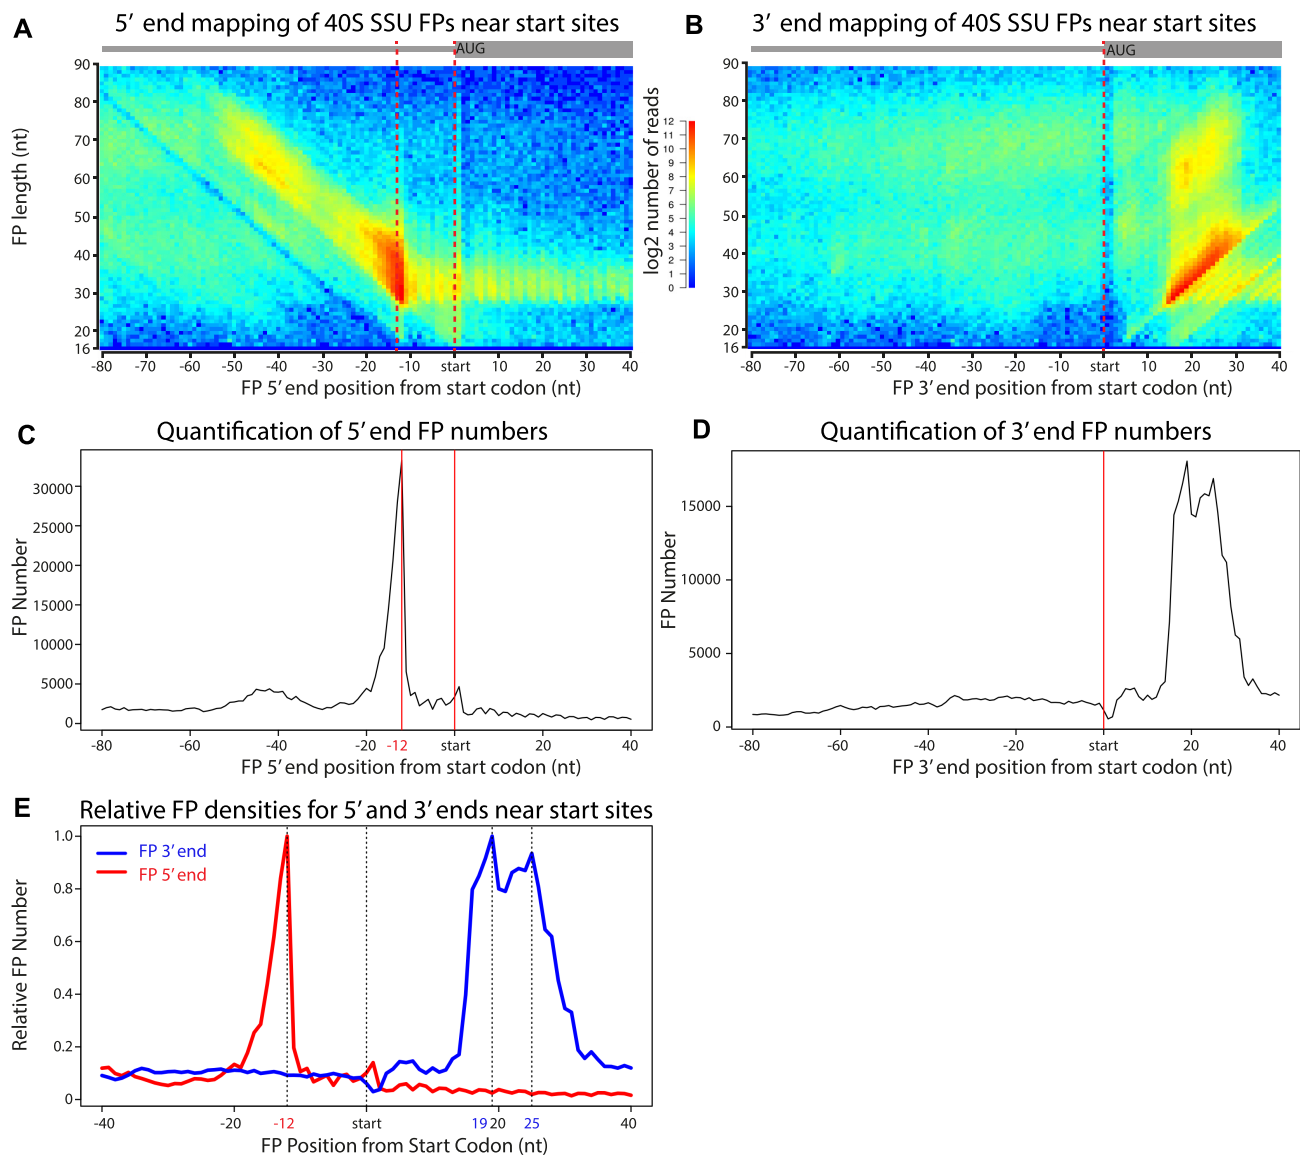 A
5’ end mapping of 40S SSU FPs near start sites
AUG
FP length (nt)
90
80
70
60
50
40
30
20
16
-80 -70 -60 -50 -40 -30 -20 -10 start 10 20 30 40
FP 5’ end position from start codon (nt)
log2 number of reads
12
11
10
9
8
7
6
5
4
3
2
1
0
B
3’ end mapping of 40S SSU FPs near start sites
AUG
90
80
70
60
50
40
30
20
16
-80 -70 -60 -50 -40 -30 -20 -10 start 10 20 30 40
FP 3’ end position from start codon (nt)
C
Quantification of 5’ end FP numbers
FP Number
30000
25000
20000
15000
10000
5000
0
-80 -60 -40 -20 -12 start 20 40
FP 5’ end position from start codon (nt)
D
Quantification of 3’ end FP numbers
FP Number
15000
10000
5000
0
-80 -60 -40 -20 start 20 40
FP 3’ end position from start codon (nt)
E
Relative FP densities for 5’ and 3’ ends near start sites
FP 3’ end
FP 5’ end
Relative FP Number
1.0
0.8
0.6
0.4
0.2
0
-40 -20 -12 start 19 20 25 40
FP Position from Start Codon (nt)